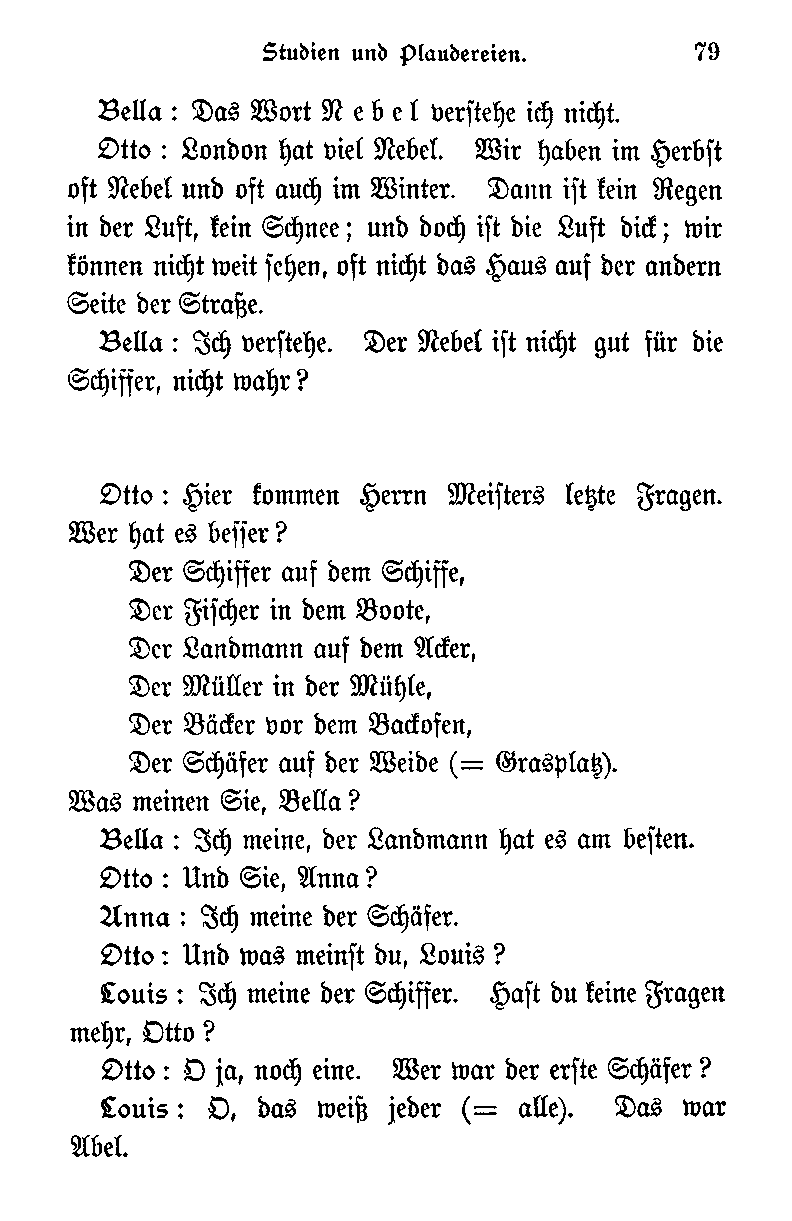 Studien und Plaudereien. 79
Bella : Das Wort N e b e l verstehe ich nicht.
Otto : London hat viel Nebel. Wir haben im Herbst
oft Nebel und oft auch im Winter. Dann ist kein Regen
in der Luft, kein Schnee; und doch ist die Luft dick; wir
können nicht weit sehen, oft nicht das Haus auf der andern
Seite der Straße.
Bella : Ich verstehe. Der Nebel ist nicht gut für die
Schiffer, nicht wahr?
Otto : Hier kommen Herrn Meisters letzte Fragen.
Wer hat es besser?
Der Schiffer auf dem Schiffe,
Der Fischer in dem Boote,
Der Landmann auf dem Acker,
Der Müller in der Mühle,
Der Bäcker vor dem Backofen,
Der Schäfer auf der Weide (= Grasplatz).
Was meinen Sie, Bella?
Bella : Ich meine, der Landmann hat es am besten.
Otto : Und Sie, Anna?
Anna : Ich meine der Schäfer.
Otto : Und was meinst du, Louis?
Louis : Ich meine der Schiffer. Hast du keine Fragen
mehr, Otto?
Otto : O ja, noch eine. Wer war der erste Schäfer?
Louis : O, das weiß jeder (= alle). Das war
Abel.